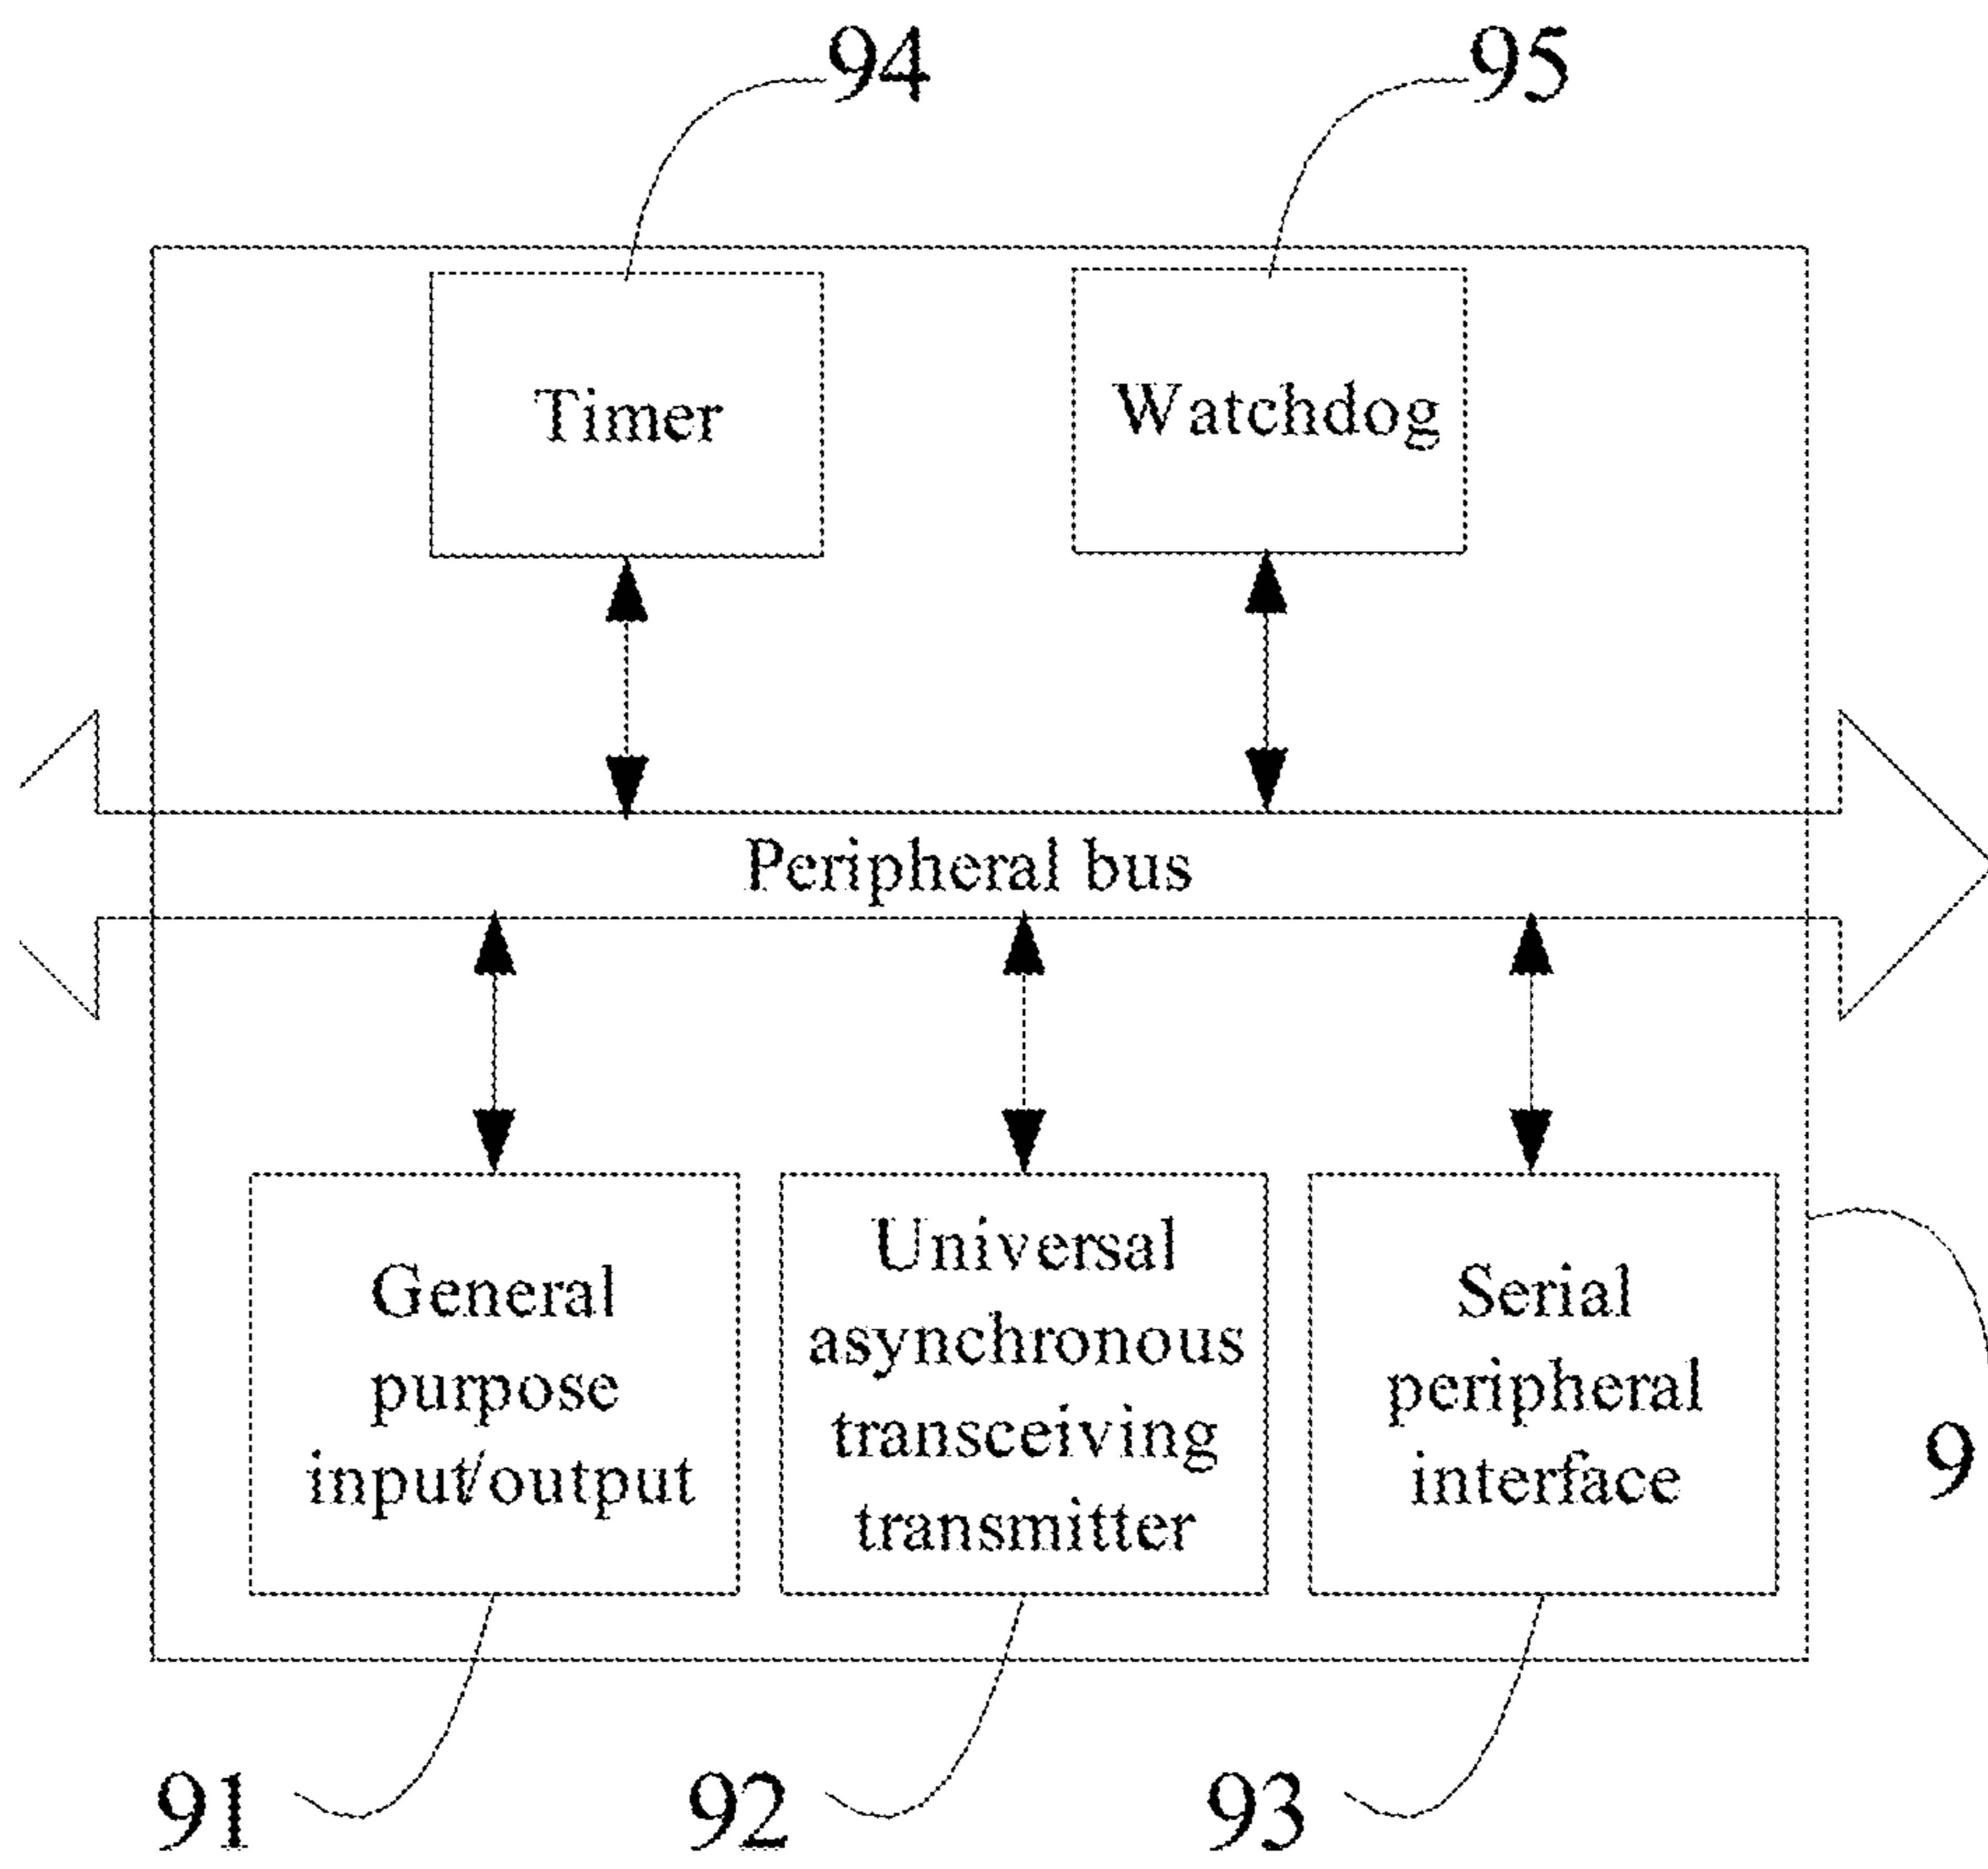 94
95
Timer
Watchdog
Peripheral bus
General
purpose
input/output
Universal
asynchronous
transceiving
transmitter
Serial
peripheral
interface
9
91
92
93